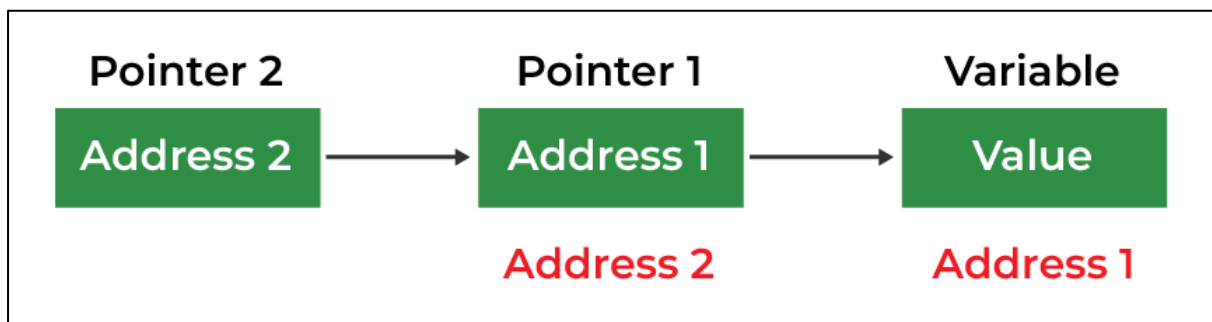 Pointer 2
Pointer 1
Variable
Address 2
Address 1
Value
Address 2
Address 1